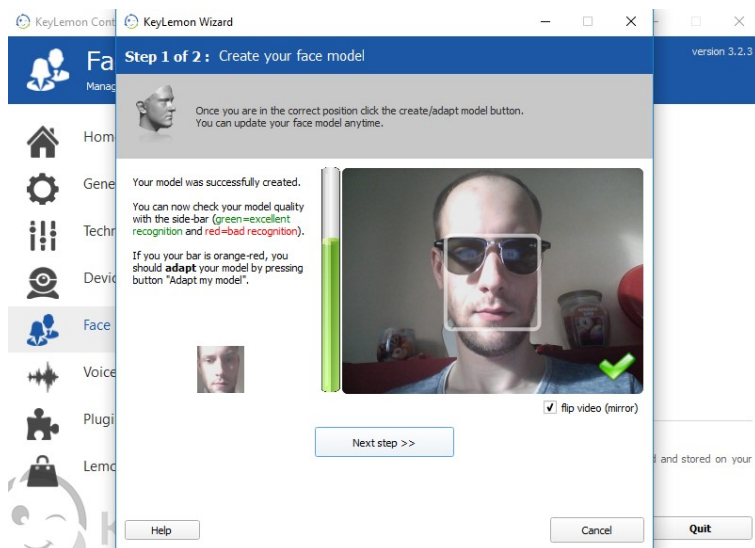 KeyLemon Cont
KeyLemon Wizard
Fa
Manag
version 3.2.3
Step 1 of 2 : Create your face model
Once you are in the correct position click the create/adapt model button.
You can update your face model anytime.
Hom
Gene
Techn
Devic
Face
Voice
Plugi
Lemo
Your model was successfully created.
You can now check your model quality
with the side-bar (green=excellent
recognition and red=bad recognition).
If you your bar is orange-red, you
should adapt your model by pressing
button "Adapt my model".
flip video (mirror)
Next step >>
d and stored on your
K
Help
Cancel
Quit